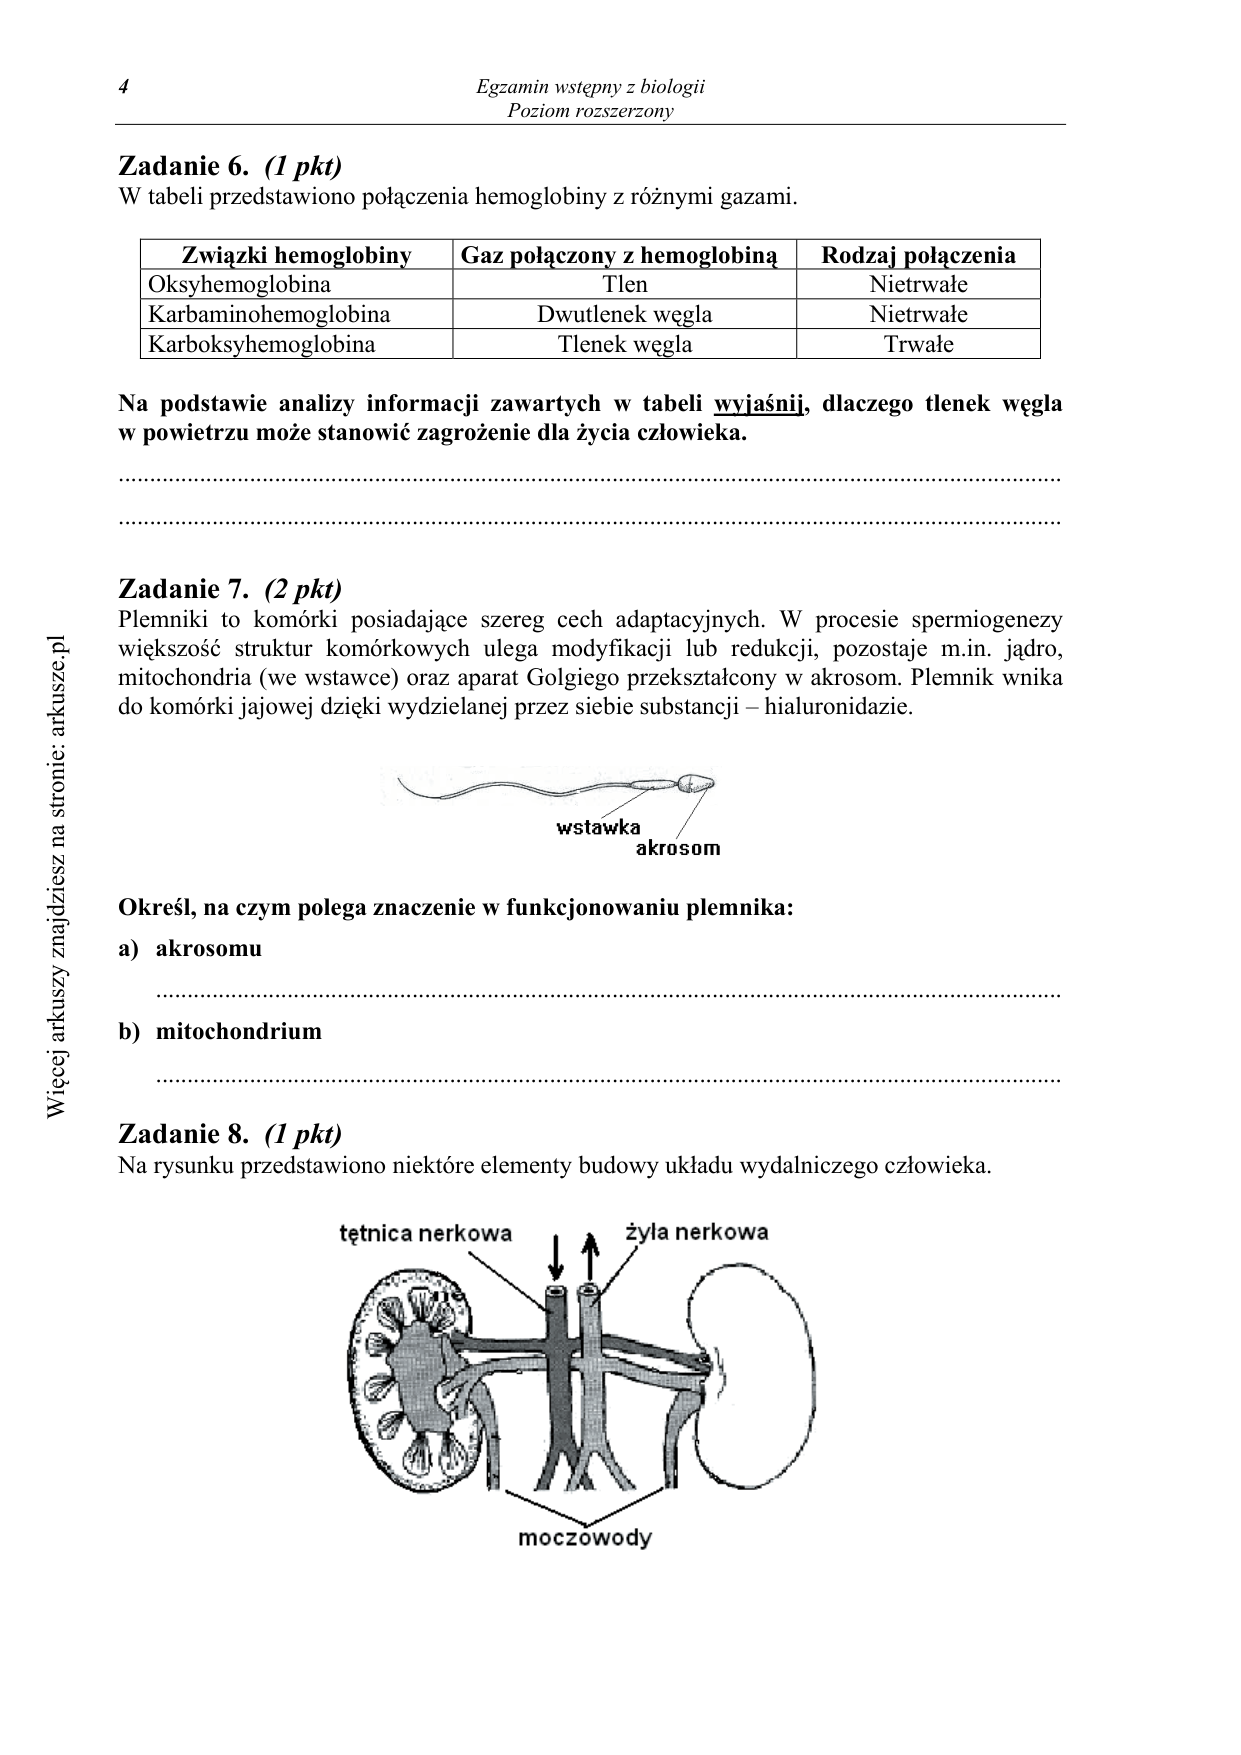 4
Egzamin wstępny z biologii
Poziom rozszerzony
Zadanie 6. (1 pkt)
W tabeli przedstawiono połączenia hemoglobiny z różnymi gazami.
Związki hemoglobiny Gaz połączony z hemoglobiną Rodzaj połączenia
Oksyhemoglobina Tlen Nietrwałe
Karbaminohemoglobina Dwutlenek węgla Nietrwałe
Karboksyhemoglobina Tlenek węgla Trwałe
Na podstawie analizy informacji zawartych w tabeli wyjaśnij, dlaczego tlenek węgla
w powietrzu może stanowić zagrożenie dla życia człowieka.
Zadanie 7. (2 pkt)
Plemniki to komórki posiadające szereg cech adaptacyjnych. W procesie spermiogenezy
większość struktur komórkowych ulega modyfikacji lub redukcji, pozostaje m.in. jądro,
mitochondria (we wstawce) oraz aparat Golgiego przekształcony w akrosom. Plemnik wnika
do komórki jajowej dzięki wydzielanej przez siebie substancji – hialuronidazie.
wstawka
akrosom
Określ, na czym polega znaczenie w funkcjonowaniu plemnika:
a) akrosomu
b) mitochondrium
Zadanie 8. (1 pkt)
Na rysunku przedstawiono niektóre elementy budowy układu wydalniczego człowieka.
tętnica nerkowa
żyła nerkowa
moczowody
Więcej arkuszy znajdziesz na stronie: arkusze.pl